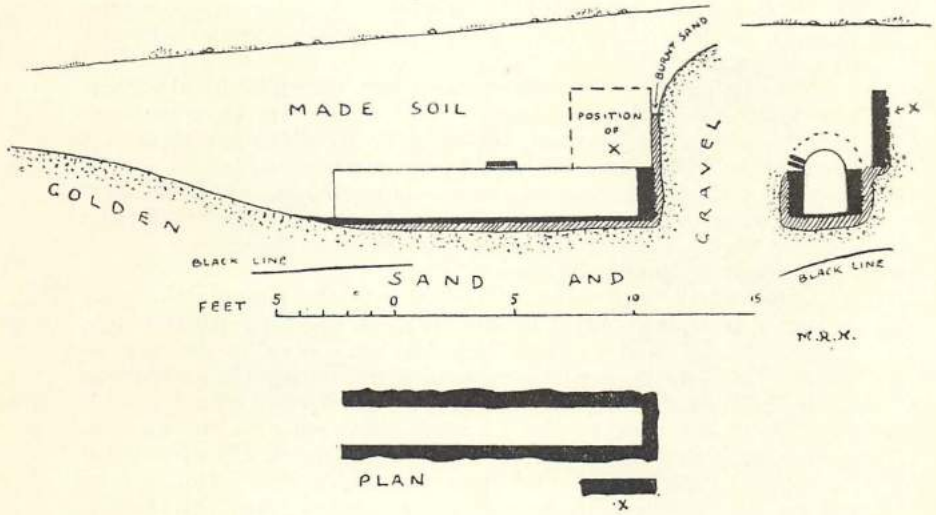 BURNT SAND
MADE SOIL
POSITION
OF
X
X
GOLDEN
GRAVEL
BLACK LINE
SAND AND
BLACK LINE
FEET 5 0 5 10 15
M.R.H.
PLAN
X